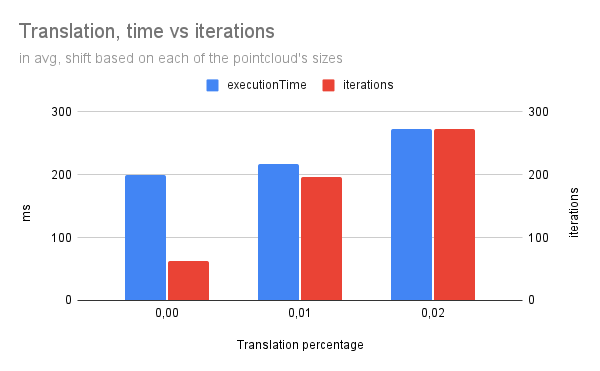 Translation, time vs iterations
in avg, shift based on each of the pointcloud's sizes
executionTime iterations
300 300
200 200
100 100
0 0
ms
iterations
0,00 0,01 0,02
Translation percentage